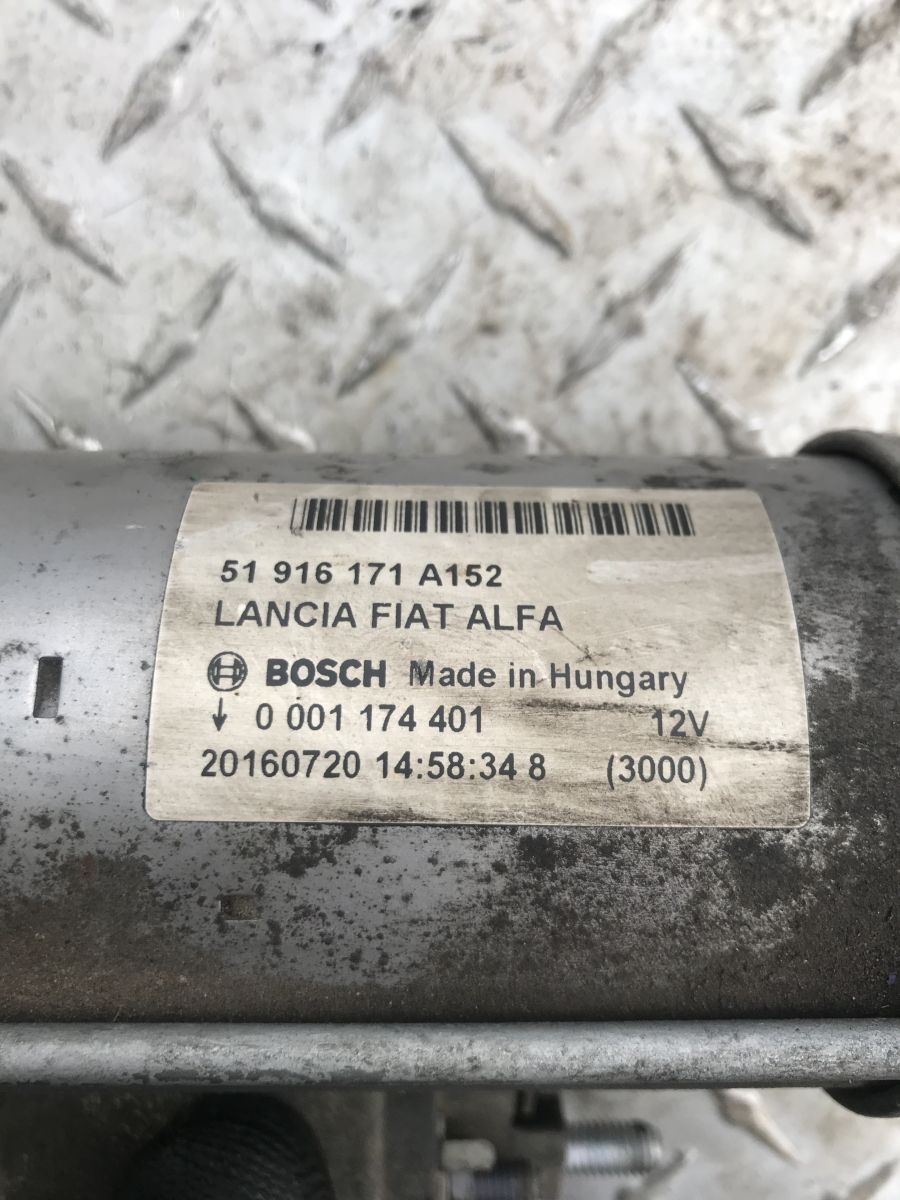 51 916 171 A152
LANCIA FIAT ALFA
BOSCH Made in Hungary
↓ 0 001 174 401 12V
20160720 14:58:34 8 (3000)